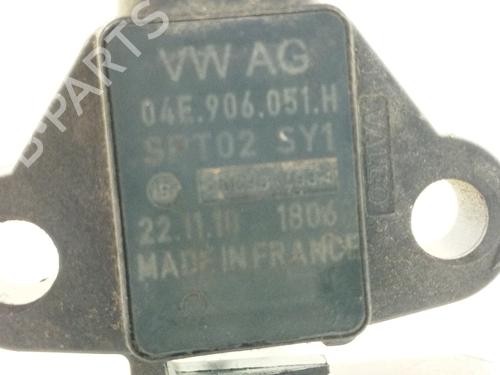 B-PARTS
VW AG
04E.906.051.H
SPT02 SY1
22.11.10 1806
MADE IN FRANCE